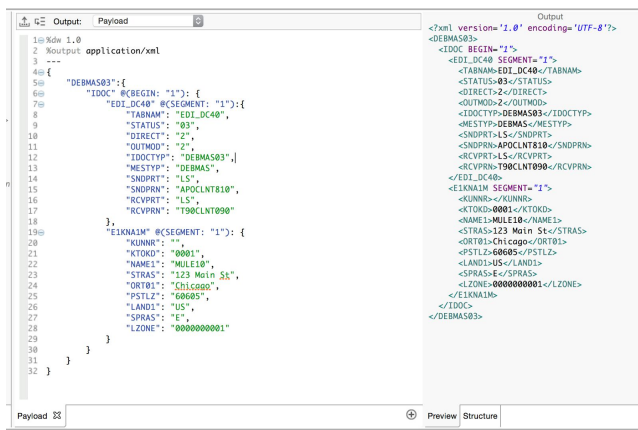 Output: Payload
1 %dw 1.0
2 %output application/xml
3 ---
4 {
5 "DEBMAS03":{
6 "IDOC" @(BEGIN: "1"): {
7 "EDI_DC40" @(SEGMENT: "1"):{
8 "TABNAM": "EDI_DC40",
9 "STATUS": "03",
10 "DIRECT": "2",
11 "OUTMOD": "2",
12 "IDOCTYP": "DEBMAS03",
13 "MESTYP": "DEBMAS",
14 "SNDPRT": "LS",
15 "SNDPRN": "APOCLNT810",
16 "RCVPRT": "LS",
17 "RCVPRN": "T90CLNT090"
18 },
19 "E1KNA1M" @(SEGMENT: "1"): {
20 "KUNNR": "",
21 "KTOKD": "0001",
22 "NAME1": "MULE10",
23 "STRAS": "123 Main St",
24 "ORT01": "Chicago",
25 "PSTLZ": "60605",
26 "LAND1": "US",
27 "SPRAS": "E",
28 "LZONE": "0000000001"
29 }
30 }
31 }
32 }
Payload
Output
<?xml version='1.0' encoding='UTF-8'?>
<DEBMAS03>
<IDOC BEGIN="1">
<EDI_DC40 SEGMENT="1">
<TABNAM>EDI_DC40</TABNAM>
<STATUS>03</STATUS>
<DIRECT>2</DIRECT>
<OUTMOD>2</OUTMOD>
<IDOCTYP>DEBMAS03</IDOCTYP>
<MESTYP>DEBMAS</MESTYP>
<SNDPRT>LS</SNDPRT>
<SNDPRN>APOCLNT810</SNDPRN>
<RCVPRT>LS</RCVPRT>
<RCVPRN>T90CLNT090</RCVPRN>
</EDI_DC40>
<E1KNA1M SEGMENT="1">
<KUNNR></KUNNR>
<KTOKD>0001</KTOKD>
<NAME1>MULE10</NAME1>
<STRAS>123 Main St</STRAS>
<ORT01>Chicago</ORT01>
<PSTLZ>60605</PSTLZ>
<LAND1>US</LAND1>
<SPRAS>E</SPRAS>
<LZONE>0000000001</LZONE>
</E1KNA1M>
</IDOC>
</DEBMAS03>
Preview Structure